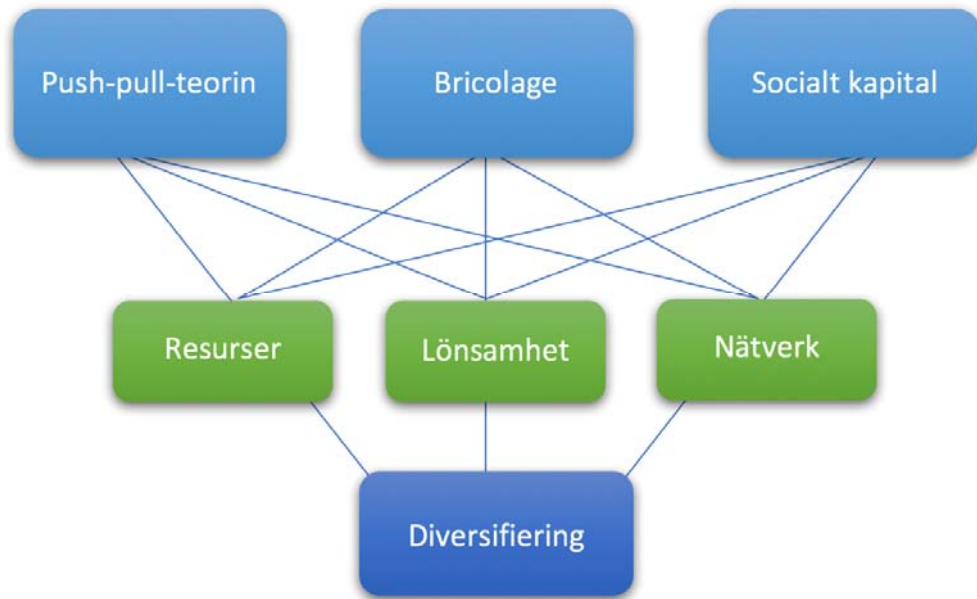 Push-pull-teorin
Bricolage
Socialt kapital
Resurser
Lönsamhet
Nätverk
Diversifiering